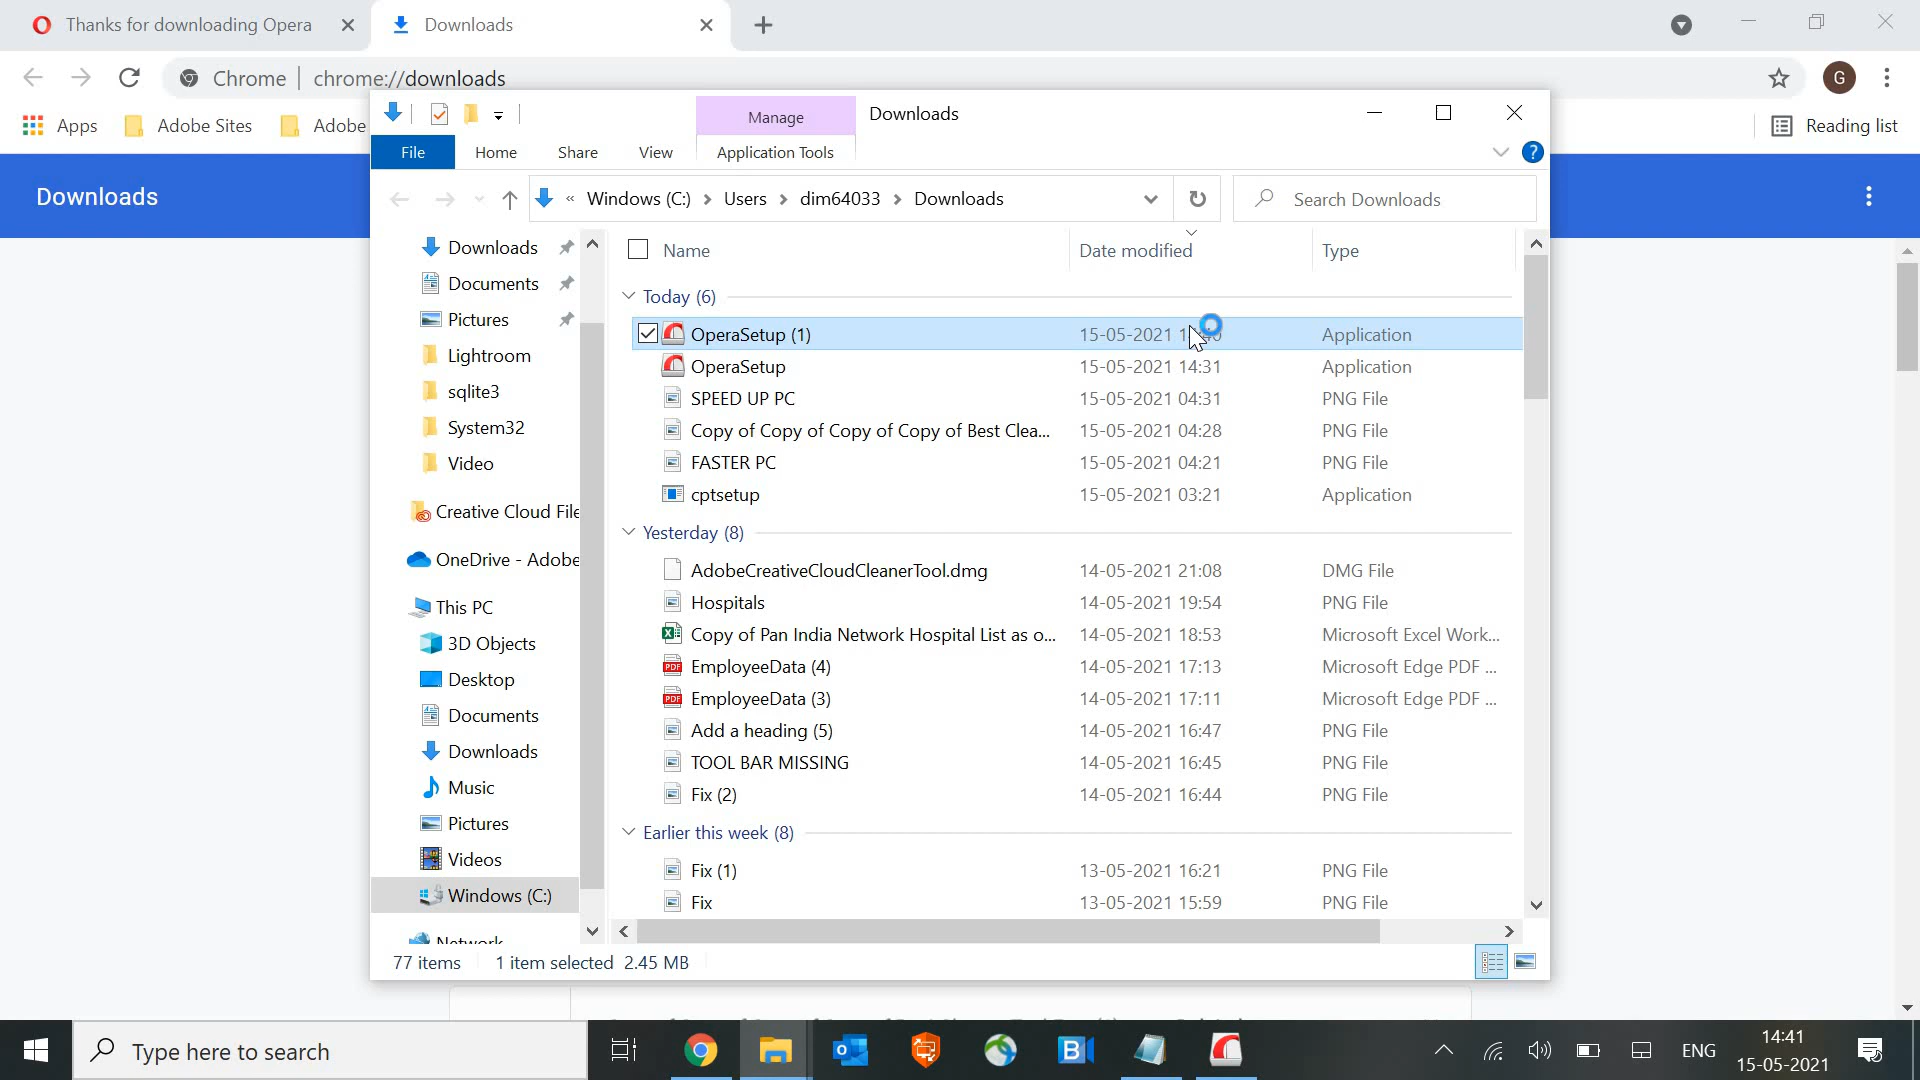 Thanks for downloading Opera
Downloads
Chrome | chrome://downloads
G
Apps
Adobe Sites
Adobe
Reading list
Downloads
Manage
Downloads
File
Home
Share
View
Application Tools
?
« Windows (C:) > Users > dim64033 > Downloads
Search Downloads
Downloads
Documents
Pictures
Lightroom
sqlite3
System32
Video
Creative Cloud File
OneDrive - Adobe
This PC
3D Objects
Desktop
Documents
Downloads
Music
Pictures
Videos
Windows (C:)
Network
Name Date modified Type
Today (6)
OperaSetup (1) 15-05-2021 Application
OperaSetup 15-05-2021 14:31 Application
SPEED UP PC 15-05-2021 04:31 PNG File
Copy of Copy of Copy of Copy of Best Clea... 15-05-2021 04:28 PNG File
FASTER PC 15-05-2021 04:21 PNG File
cptsetup 15-05-2021 03:21 Application
Yesterday (8)
AdobeCreativeCloudCleanerTool.dmg 14-05-2021 21:08 DMG File
Hospitals 14-05-2021 19:54 PNG File
Copy of Pan India Network Hospital List as o... 14-05-2021 18:53 Microsoft Excel Work...
EmployeeData (4) 14-05-2021 17:13 Microsoft Edge PDF ...
EmployeeData (3) 14-05-2021 17:11 Microsoft Edge PDF ...
Add a heading (5) 14-05-2021 16:47 PNG File
TOOL BAR MISSING 14-05-2021 16:45 PNG File
Fix (2) 14-05-2021 16:44 PNG File
Earlier this week (8)
Fix (1) 13-05-2021 16:21 PNG File
Fix 13-05-2021 15:59 PNG File
77 items 1 item selected 2.45 MB
Type here to search
ENG
14:41
15-05-2021